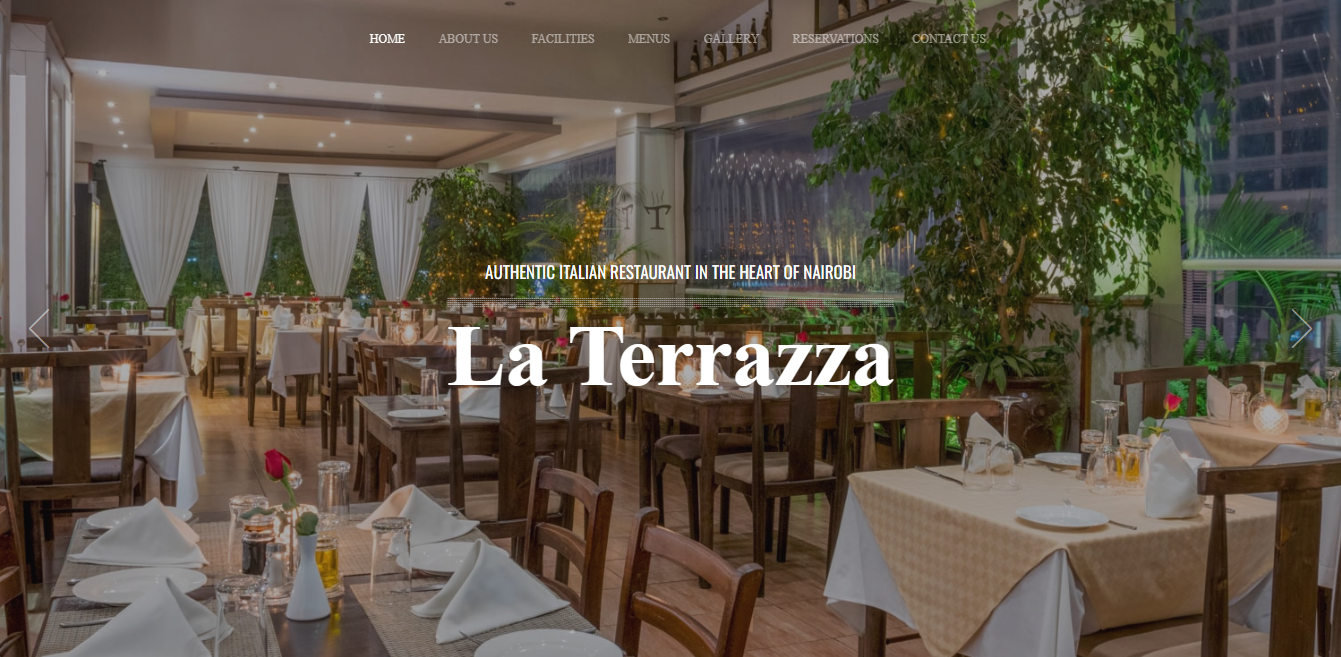 HOME ABOUT US FACILITIES MENUS GALLERY RESERVATIONS CONTACT US
AUTHENTIC ITALIAN RESTAURANT IN THE HEART OF NAIROBI
La Terrazza